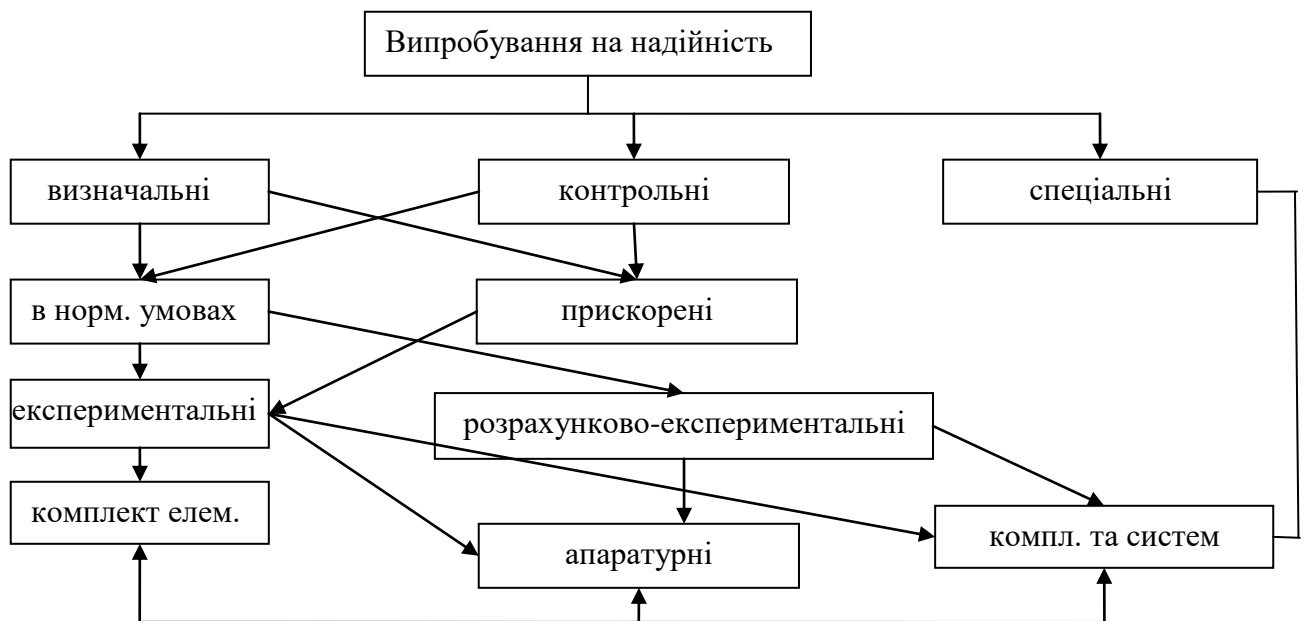 Випробування на надійність
визначальні
контрольні
спеціальні
в норм. умовах
прискорені
експериментальні
розрахунково-експериментальні
комплект елем.
апаратурні
компл. та систем